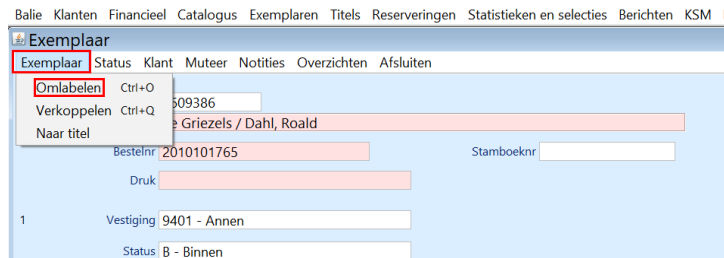 Balie Klanten Financieel Catalogus Exemplaren Titels Reserveringen Statistieken en selecties Berichten KSM
Exemplaar
Exemplaar Status Klant Muteer Notities Overzichten Afsluiten
Omlabelen Ctrl+O
509386
Verkoppelen Ctrl+Q
Griezels / Dahl, Roald
Naar titel
Bestelnr 2010101765 Stamboeknr
Druk
1 Vestiging 9401 - Annen
Status B - Binnen